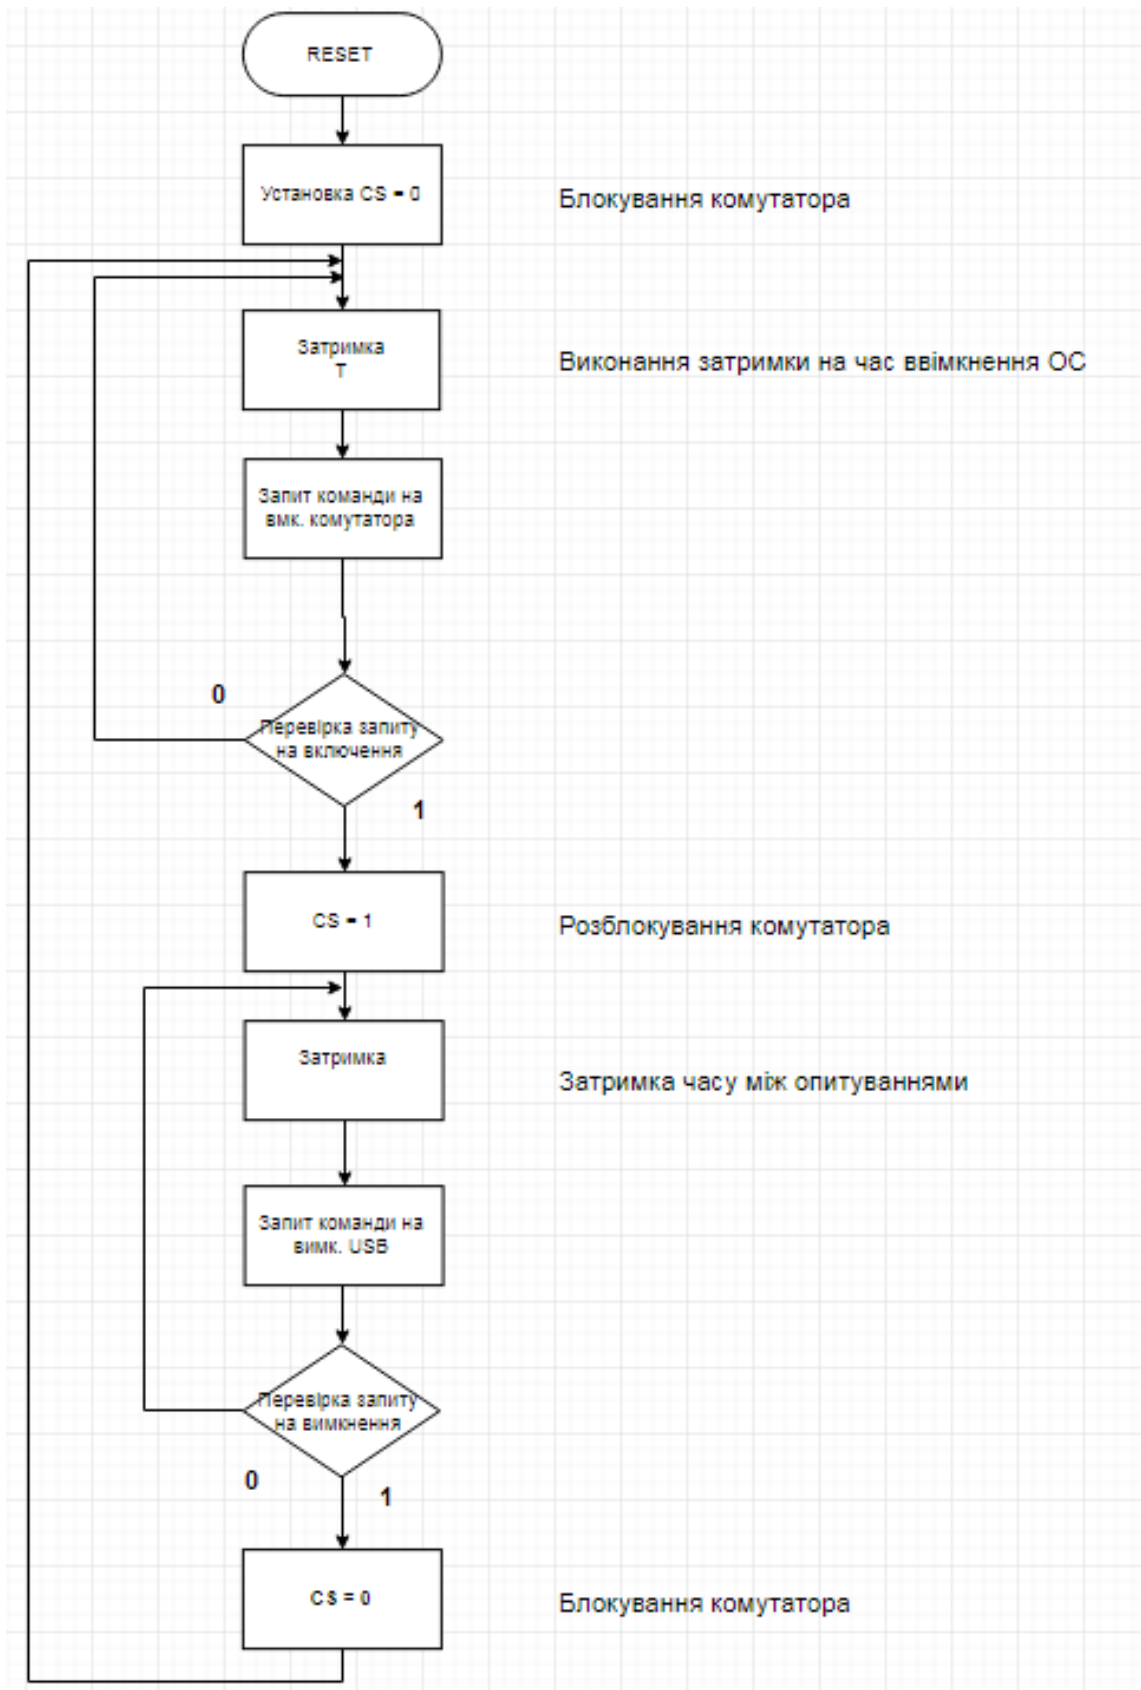 RESET
Установка CS = 0
Блокування комутатора
Затримка
T
Виконання затримки на час ввімкнення ОС
Запит команди на
вмк. комутатора
0
Перевірка запиту
на включення
1
CS = 1
Розблокування комутатора
Затримка
Затримка часу між опитуваннями
Запит команди на
вимк. USB
Перевірка запиту
на вимкнення
0
1
CS = 0
Блокування комутатора